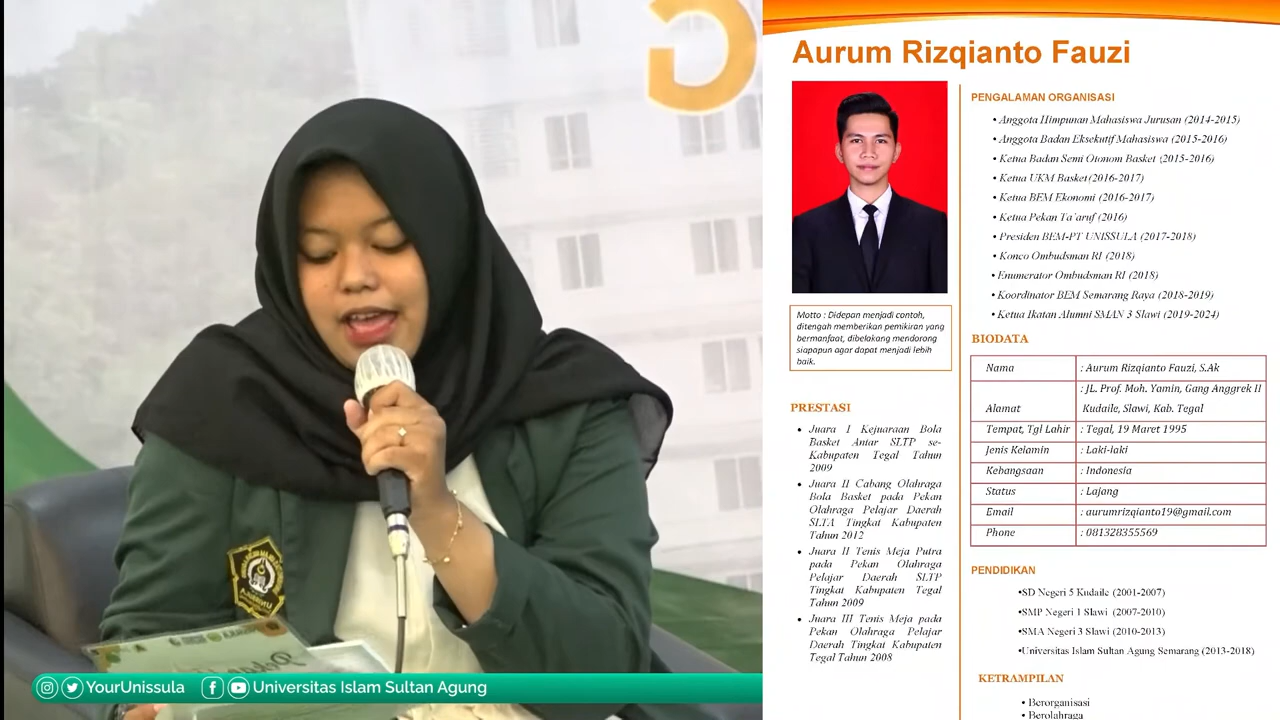 YourUnissula
Universitas Islam Sultan Agung
Aurum Rizqianto Fauzi
Motto : Didepan menjadi contoh,
ditengah memberikan pemikiran yang
bermanfaat, dibelakang mendorong
siapapun agar dapat menjadi lebih
baik.
PRESTASI
• Juara I Kejuaraan Bola
Basket Antar SLTP se-
Kabupaten Tegal Tahun
2009
• Juara II Cabang Olahraga
Bola Basket pada Pekan
Olahraga Pelajar Daerah
SLTA Tingkat Kabupaten
Tahun 2012
• Juara II Tenis Meja Putra
pada Pekan Olahraga
Pelajar Daerah SLTP
Tingkat Kabupaten Tegal
Tahun 2009
• Juara III Tenis Meja pada
Pekan Olahraga Pelajar
Daerah Tingkat Kabupaten
Tegal Tahun 2008
PENGALAMAN ORGANISASI
• Anggota Himpunan Mahasiswa Jurusan (2014-2015)
• Anggota Badan Eksekutif Mahasiswa (2015-2016)
• Ketua Badan Semi Otonom Basket (2015-2016)
• Ketua UKM Basket (2016-2017)
• Ketua BEM Ekonomi (2016-2017)
• Ketua Pekan Ta'aruf (2016)
• Presiden BEM-PT UNISSULA (2017-2018)
• Konco Ombudsman RI (2018)
• Enumerator Ombudsman RI (2018)
• Koordinator BEM Semarang Raya (2018-2019)
• Ketua Ikatan Alumni SMAN 3 Slawi (2019-2024)
BIODATA
Nama : Aurum Rizqianto Fauzi, S.Ak
: JL. Prof. Moh. Yamin, Gang Anggrek II
Alamat Kudaile, Slawi, Kab. Tegal
Tempat, Tgl Lahir : Tegal, 19 Maret 1995
Jenis Kelamin : Laki-laki
Kebangsaan : Indonesia
Status : Lajang
Email : aurumrizqianto19@gmail.com
Phone : 081328355569
PENDIDIKAN
•SD Negeri 5 Kudaile (2001-2007)
•SMP Negeri 1 Slawi (2007-2010)
•SMA Negeri 3 Slawi (2010-2013)
•Universitas Islam Sultan Agung Semarang (2013-2018)
KETRAMPILAN
• Berorganisasi
• Berolahraga